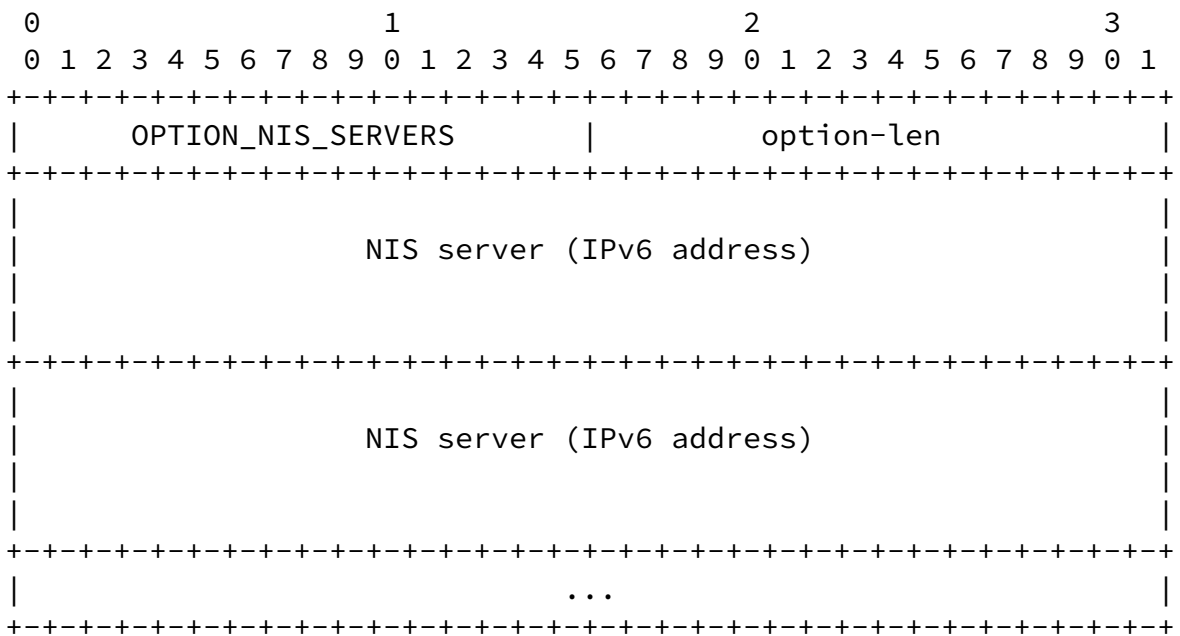 0                   1                   2                   3
 0 1 2 3 4 5 6 7 8 9 0 1 2 3 4 5 6 7 8 9 0 1 2 3 4 5 6 7 8 9 0 1
+-+-+-+-+-+-+-+-+-+-+-+-+-+-+-+-+-+-+-+-+-+-+-+-+-+-+-+-+-+-+-+-+
|      OPTION_NIS_SERVERS       |         option-len            |
+-+-+-+-+-+-+-+-+-+-+-+-+-+-+-+-+-+-+-+-+-+-+-+-+-+-+-+-+-+-+-+-+
|                                                               |
|                   NIS server (IPv6 address)                   |
|                                                               |
|                                                               |
+-+-+-+-+-+-+-+-+-+-+-+-+-+-+-+-+-+-+-+-+-+-+-+-+-+-+-+-+-+-+-+-+
|                                                               |
|                   NIS server (IPv6 address)                   |
|                                                               |
|                                                               |
+-+-+-+-+-+-+-+-+-+-+-+-+-+-+-+-+-+-+-+-+-+-+-+-+-+-+-+-+-+-+-+-+
|                              ...                              |
+-+-+-+-+-+-+-+-+-+-+-+-+-+-+-+-+-+-+-+-+-+-+-+-+-+-+-+-+-+-+-+-+